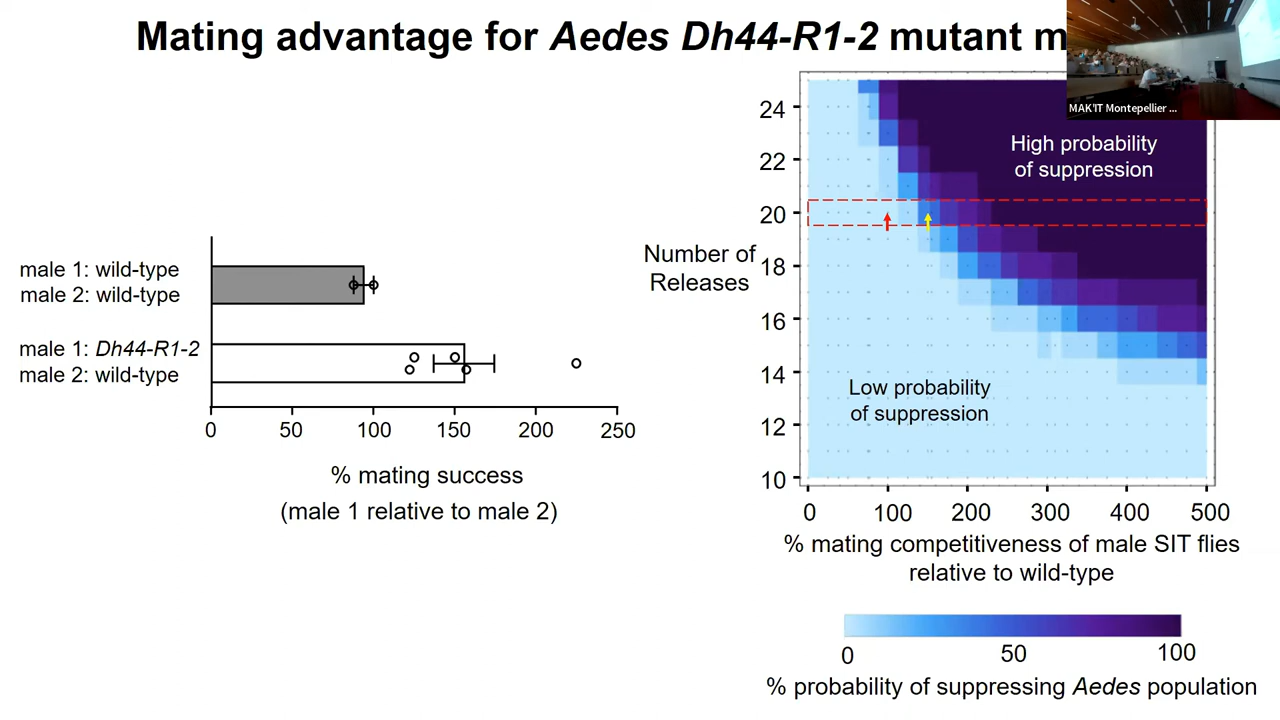 Mating advantage for Aedes Dh44-R1-2 mutant m
MAK'IT Montepellier ...
male 1: wild-type
male 2: wild-type
male 1: Dh44-R1-2
male 2: wild-type
0 50 100 150 200 250
% mating success
(male 1 relative to male 2)
Number of
Releases
24
22
20
18
16
14
12
10
High probability
of suppression
Low probability
of suppression
0 100 200 300 400 500
% mating competitiveness of male SIT flies
relative to wild-type
0 50 100
% probability of suppressing Aedes population